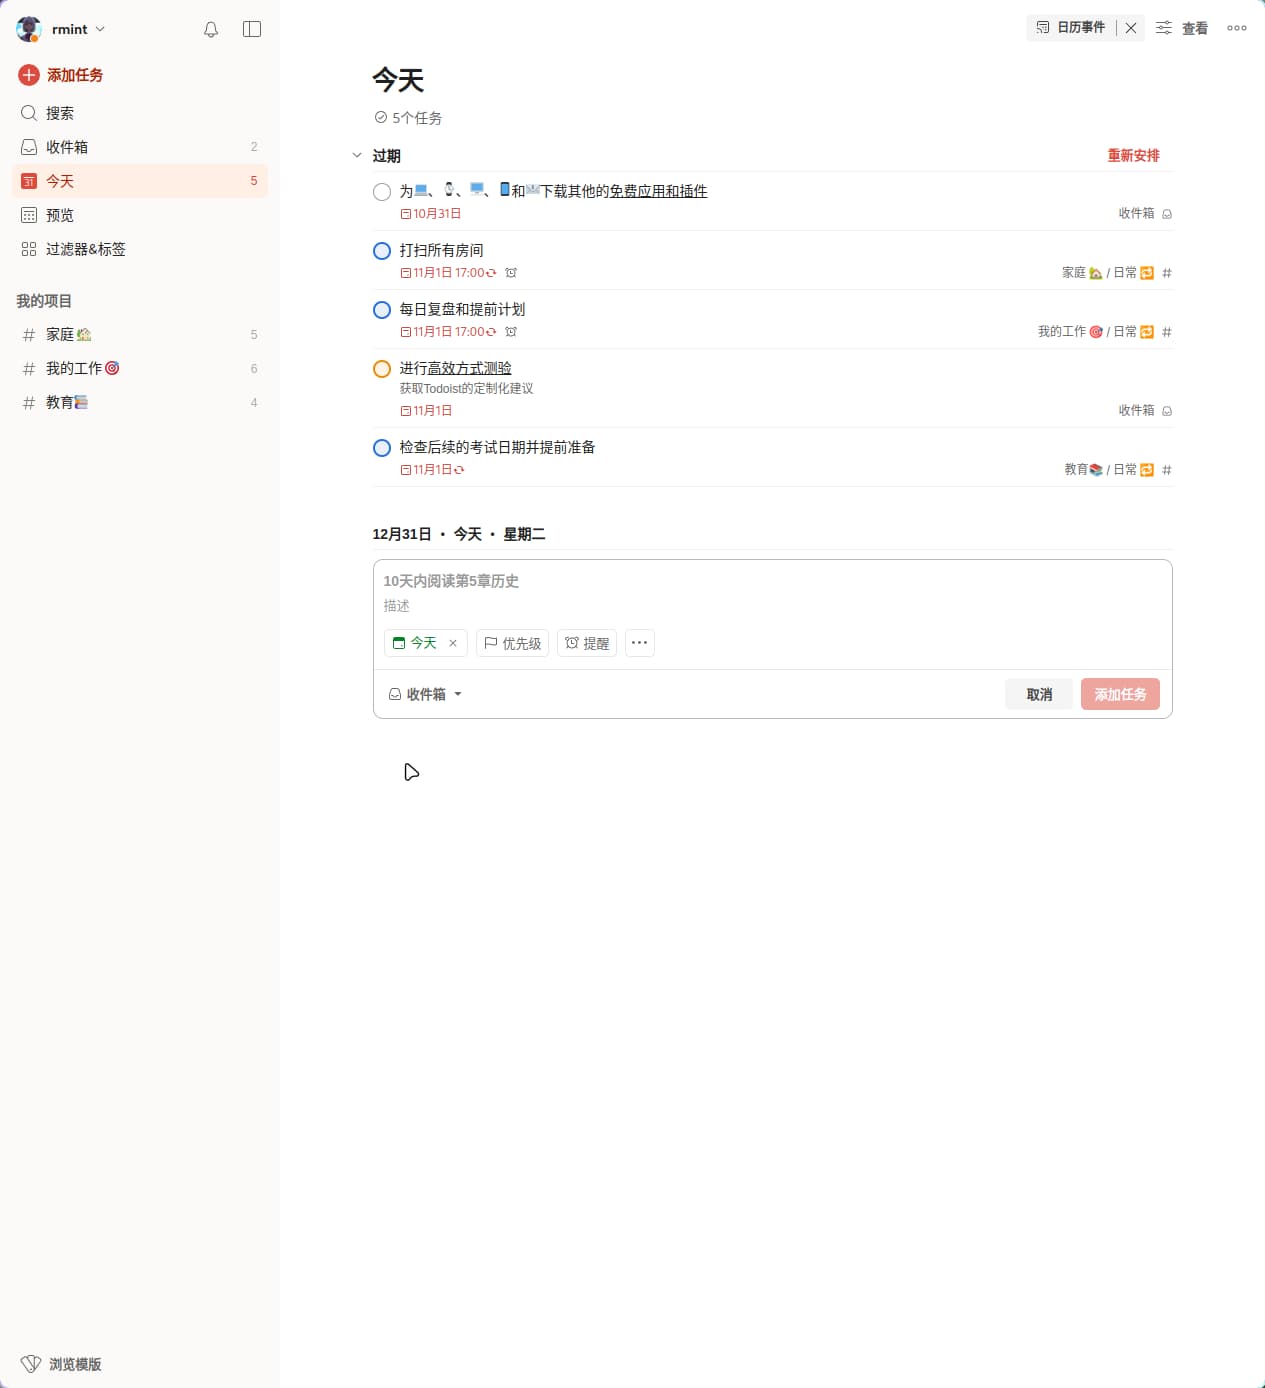 rmint
添加任务
搜索
收件箱 2
31 今天 5
预览
过滤器&标签
我的项目
# 家庭🏡 5
# 我的工作🎯 6
# 教育📚 4
浏览模版
日历事件
查看
今天
5个任务
过期 重新安排
为💻、⌚、🖥️、📱和📧下载其他的免费应用和插件
10月31日 收件箱
打扫所有房间
11月1日 17:00 家庭 🏡 / 日常 🔁 #
每日复盘和提前计划
11月1日 17:00 我的工作 🎯 / 日常 🔁 #
进行高效方式测验
获取Todoist的定制化建议
11月1日 收件箱
检查后续的考试日期并提前准备
11月1日 教育📚 / 日常 🔁 #
12月31日 · 今天 · 星期二
10天内阅读第5章历史
描述
今天 优先级 提醒
收件箱 取消 添加任务